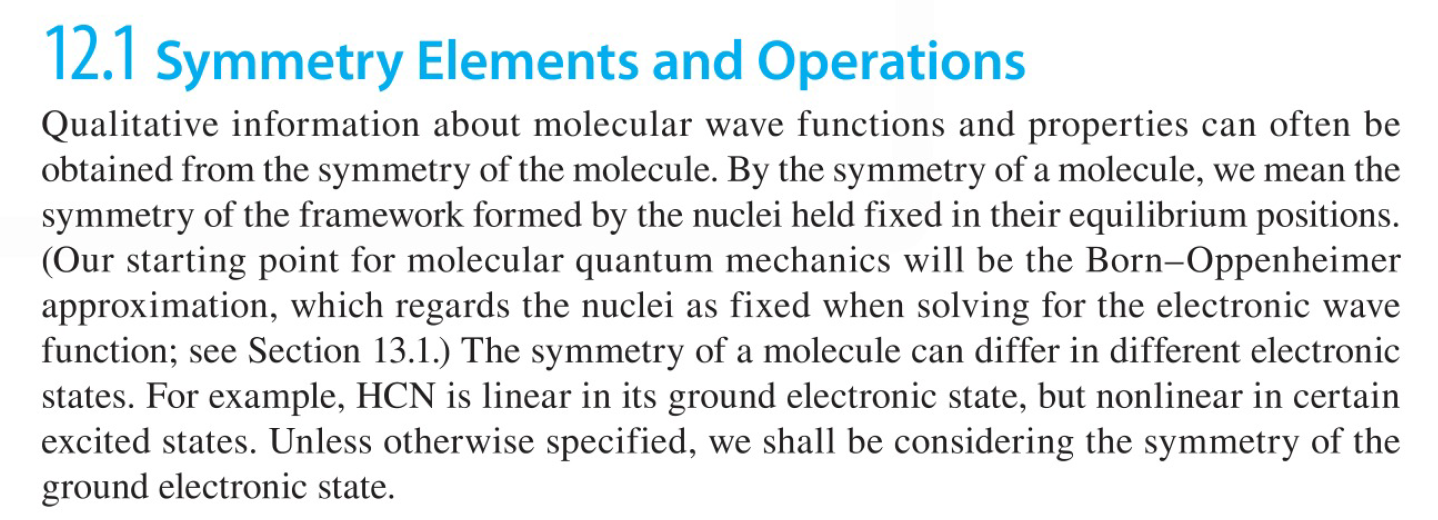 12.1 Symmetry Elements and Operations
Qualitative information about molecular wave functions and properties can often be
obtained from the symmetry of the molecule. By the symmetry of a molecule, we mean the
symmetry of the framework formed by the nuclei held fixed in their equilibrium positions.
(Our starting point for molecular quantum mechanics will be the Born–Oppenheimer
approximation, which regards the nuclei as fixed when solving for the electronic wave
function; see Section 13.1.) The symmetry of a molecule can differ in different electronic
states. For example, HCN is linear in its ground electronic state, but nonlinear in certain
excited states. Unless otherwise specified, we shall be considering the symmetry of the
ground electronic state.